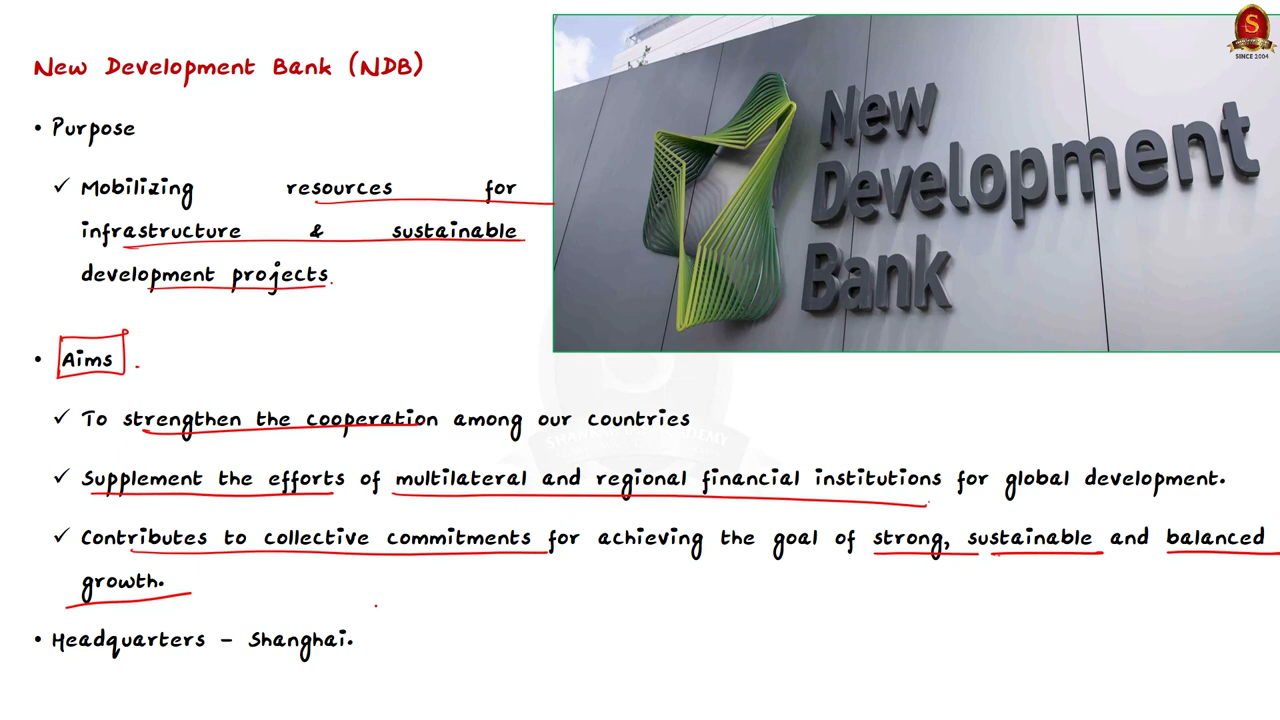 New Development Bank (NDB)
• Purpose
✓ Mobilizing resources for
infrastructure & sustainable
development projects.
• Aims
✓ To strengthen the cooperation among our countries
✓ Supplement the efforts of multilateral and regional financial institutions for global development.
✓ Contributes to collective commitments for achieving the goal of strong, sustainable and balanced
growth.
• Headquarters – Shanghai.
New
Development
Bank
S
SINCE 2004